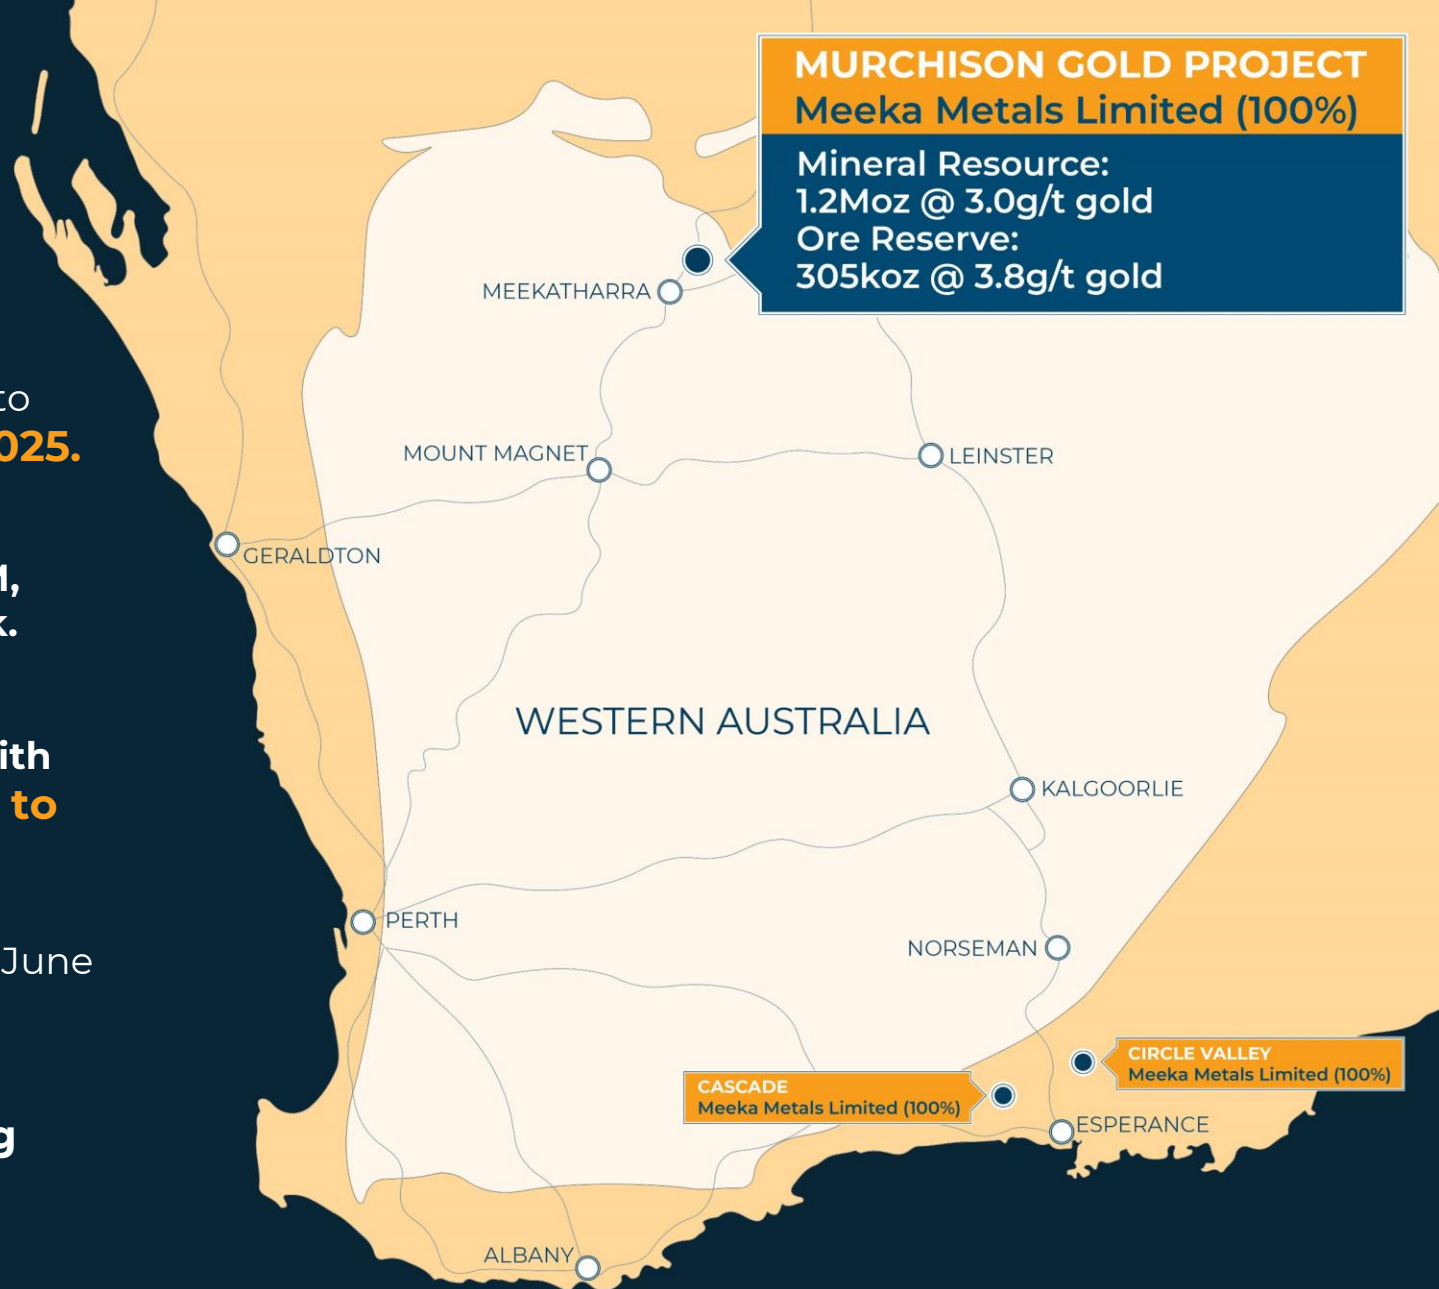 to
025.
k.
ith
to
June
g
MURCHISON GOLD PROJECT
Meeka Metals Limited (100%)
Mineral Resource:
1.2Moz @ 3.0g/t gold
Ore Reserve:
305koz @ 3.8g/t gold
MEEKATHARRA
MOUNT MAGNET
LEINSTER
GERALDTON
WESTERN AUSTRALIA
KALGOORLIE
PERTH
NORSEMAN
CIRCLE VALLEY
Meeka Metals Limited (100%)
CASCADE
Meeka Metals Limited (100%)
ESPERANCE
ALBANY